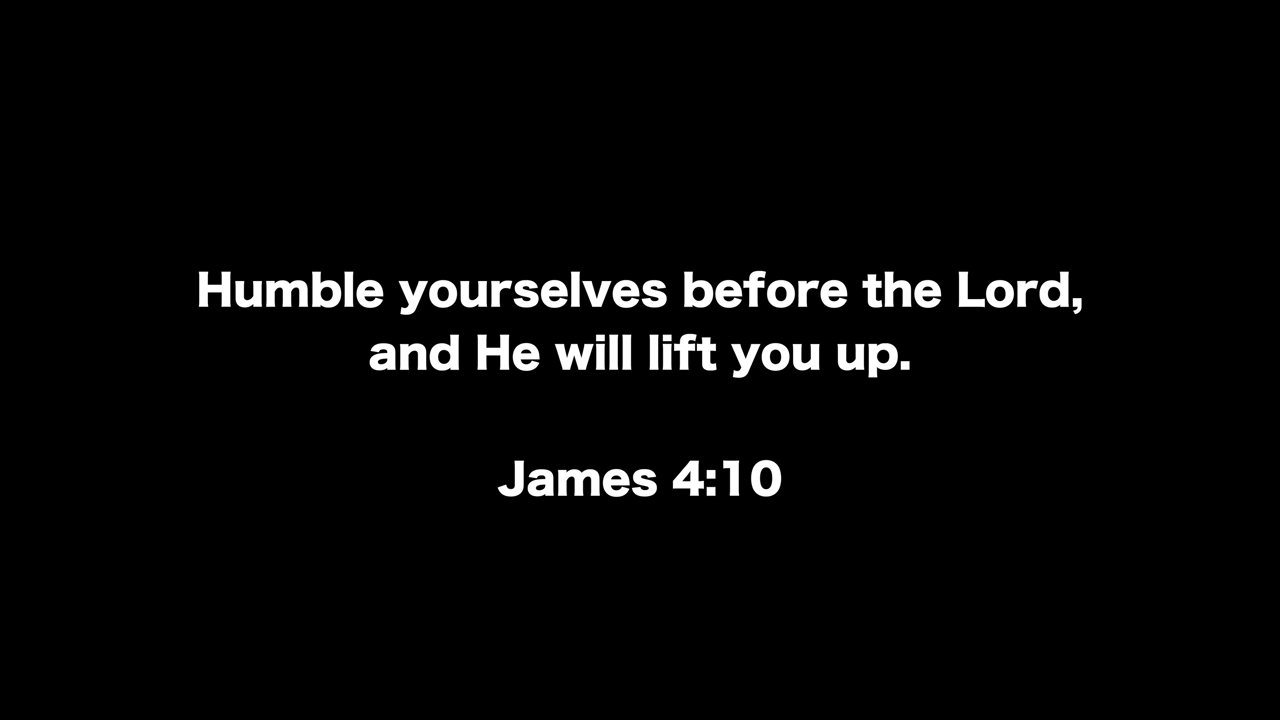 Humble yourselves before the Lord,
and He will lift you up.
James 4:10